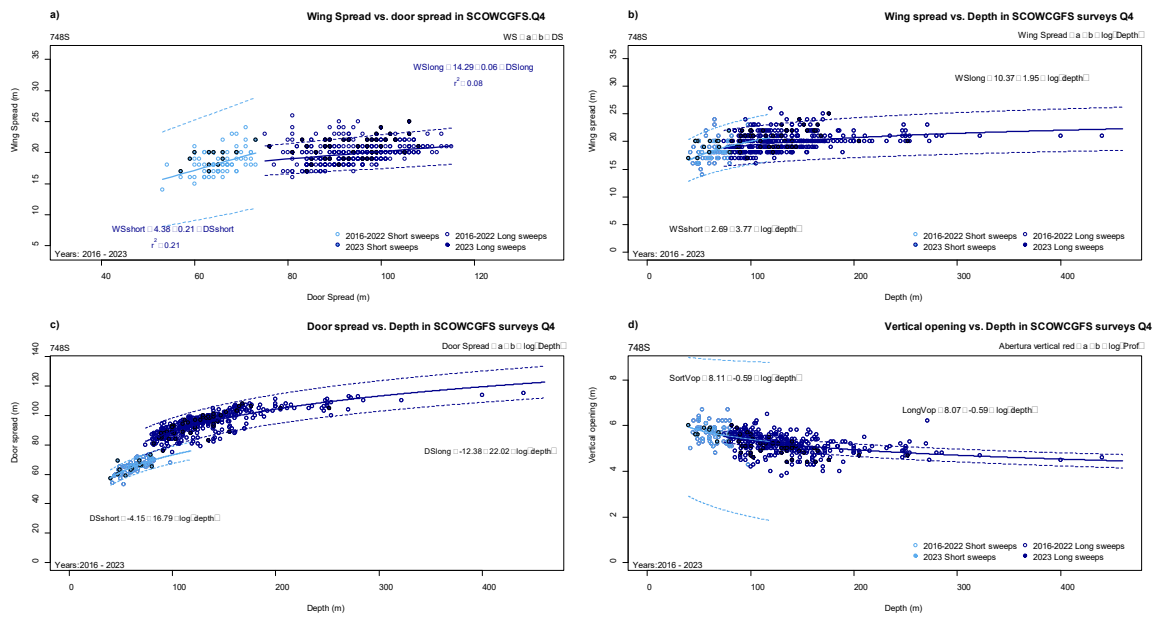 a)
Wing Spread vs. door spread in SCOWCGFS.Q4
748S
WS □ a □ b □ DS
WSlong □ 14.29 □ 0.06 □ DSlong
r² □ 0.08
WSshort □ 4.38 □ 0.21 □ DSshort
r² □ 0.21
2016-2022 Short sweeps
2016-2022 Long sweeps
2023 Short sweeps
2023 Long sweeps
Years: 2016 - 2023
Wing Spread (m)
5 10 15 20 25 30 35
40 60 80 100 120
Door Spread (m)
b)
Wing spread vs. Depth in SCOWCGFS surveys Q4
748S
Wing Spread □ a □ b □ log□Depth□
WSlong □ 10.37 □ 1.95 □ log□depth□
WSshort □ 2.69 □ 3.77 □ log□depth□
2016-2022 Short sweeps
2016-2022 Long sweeps
2023 Short sweeps
2023 Long sweeps
Years: 2016 - 2023
Wing spread (m)
0 5 10 15 20 25 30 35
0 100 200 300 400
Depth (m)
c)
Door spread vs. Depth in SCOWCGFS surveys Q4
748S
Door Spread □ a □ b □ log□Depth□
DSlong □ -12.38 □ 22.02 □ log□depth□
DSshort □ -4.15 □ 16.79 □ log□depth□
Years:2016 - 2023
Door spread (m)
0 20 40 60 80 100 120 140
0 100 200 300 400
Depth (m)
d)
Vertical opening vs. Depth in SCOWCGFS surveys Q4
748S
Abertura vertical red □ a □ b □ log□Prof□
SortVop □ 8.11 □ -0.59 □ log□depth□
LongVop □ 8.07 □ -0.59 □ log□depth□
2016-2022 Short sweeps
2016-2022 Long sweeps
2023 Short sweeps
2023 Long sweeps
Years:2016 - 2023
Vertical opening (m)
0 2 4 6 8
0 100 200 300 400
Depth (m)